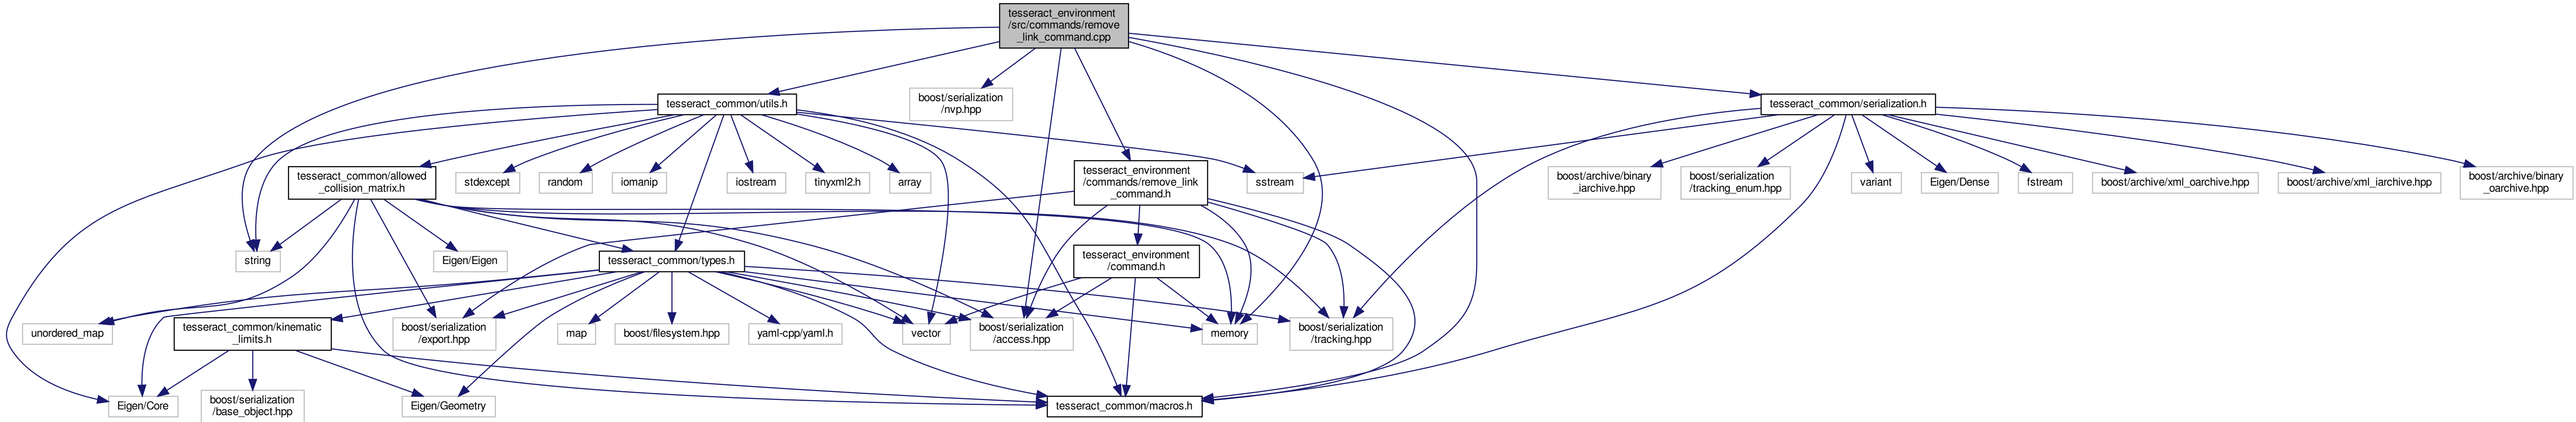 tesseract_environment
/src/commands/remove
_link_command.cpp
tesseract_common/utils.h
boost/serialization
/nvp.hpp
tesseract_common/serialization.h
tesseract_common/allowed
_collision_matrix.h
stdexcept
random
iomanip
iostream
tinyxml2.h
array
tesseract_environment
/commands/remove_link
_command.h
sstream
boost/archive/binary
_iarchive.hpp
boost/serialization
/tracking_enum.hpp
variant
Eigen/Dense
fstream
boost/archive/xml_oarchive.hpp
boost/archive/xml_iarchive.hpp
boost/archive/binary
_oarchive.hpp
string
Eigen/Eigen
tesseract_common/types.h
tesseract_environment
/command.h
unordered_map
tesseract_common/kinematic
_limits.h
boost/serialization
/export.hpp
map
boost/filesystem.hpp
yaml-cpp/yaml.h
vector
boost/serialization
/access.hpp
memory
boost/serialization
/tracking.hpp
Eigen/Core
boost/serialization
/base_object.hpp
Eigen/Geometry
tesseract_common/macros.h